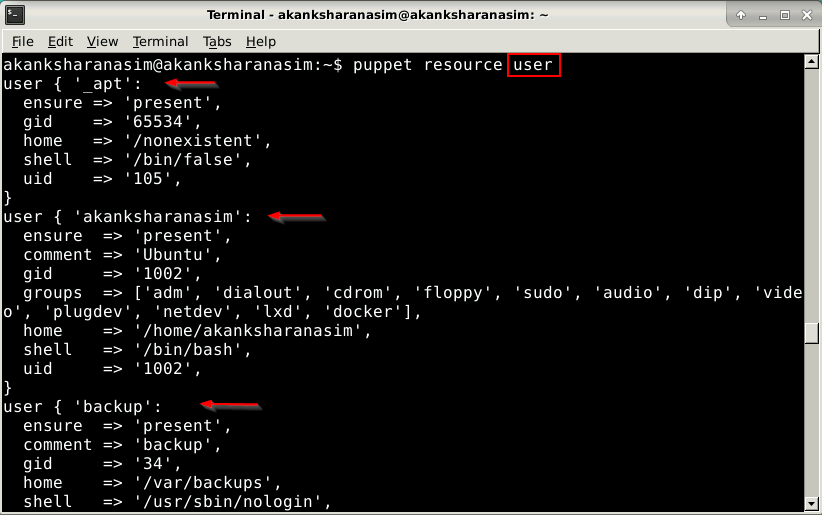 Terminal - akanksharanasim@akanksharanasim: ~
File Edit View Terminal Tabs Help
akanksharanasim@akanksharanasim:~$ puppet resource user
user { '_apt':
  ensure => 'present',
  gid    => '65534',
  home   => '/nonexistent',
  shell  => '/bin/false',
  uid    => '105',
}
user { 'akanksharanasim':
  ensure  => 'present',
  comment => 'Ubuntu',
  gid     => '1002',
  groups  => ['adm', 'dialout', 'cdrom', 'floppy', 'sudo', 'audio', 'dip', 'vide
o', 'plugdev', 'netdev', 'lxd', 'docker'],
  home    => '/home/akanksharanasim',
  shell   => '/bin/bash',
  uid     => '1002',
}
user { 'backup':
  ensure  => 'present',
  comment => 'backup',
  gid     => '34',
  home    => '/var/backups',
  shell   => '/usr/sbin/nologin',